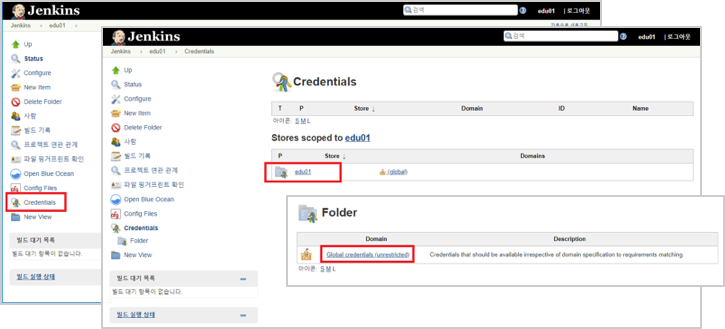 Jenkins
검색
edu01
| 로그아웃
Jenkins › edu01 ›
Up
Status
Configure
New Item
Delete Folder
사람
빌드 기록
프로젝트 연관 관계
파일 핑거프린트 확인
Open Blue Ocean
Config Files
Credentials
New View
빌드 대기 목록
빌드 대기 항목이 없습니다.
빌드 실행 상태
Jenkins
검색
edu01
| 로그아웃
Jenkins › edu01 › Credentials
Up
Status
Configure
New Item
Delete Folder
사람
빌드 기록
프로젝트 연관 관계
파일 핑거프린트 확인
Open Blue Ocean
Config Files
Credentials
Folder
New View
빌드 대기 목록
빌드 대기 항목이 없습니다.
빌드 실행 상태
Credentials
T P Store ↓ Domain ID Name
아이콘: S M L
Stores scoped to edu01
P Store ↓ Domains
edu01 (global)
Folder
Domain Description
Global credentials (unrestricted) Credentials that should be available irrespective of domain specification to requirements matching.
아이콘: S M L